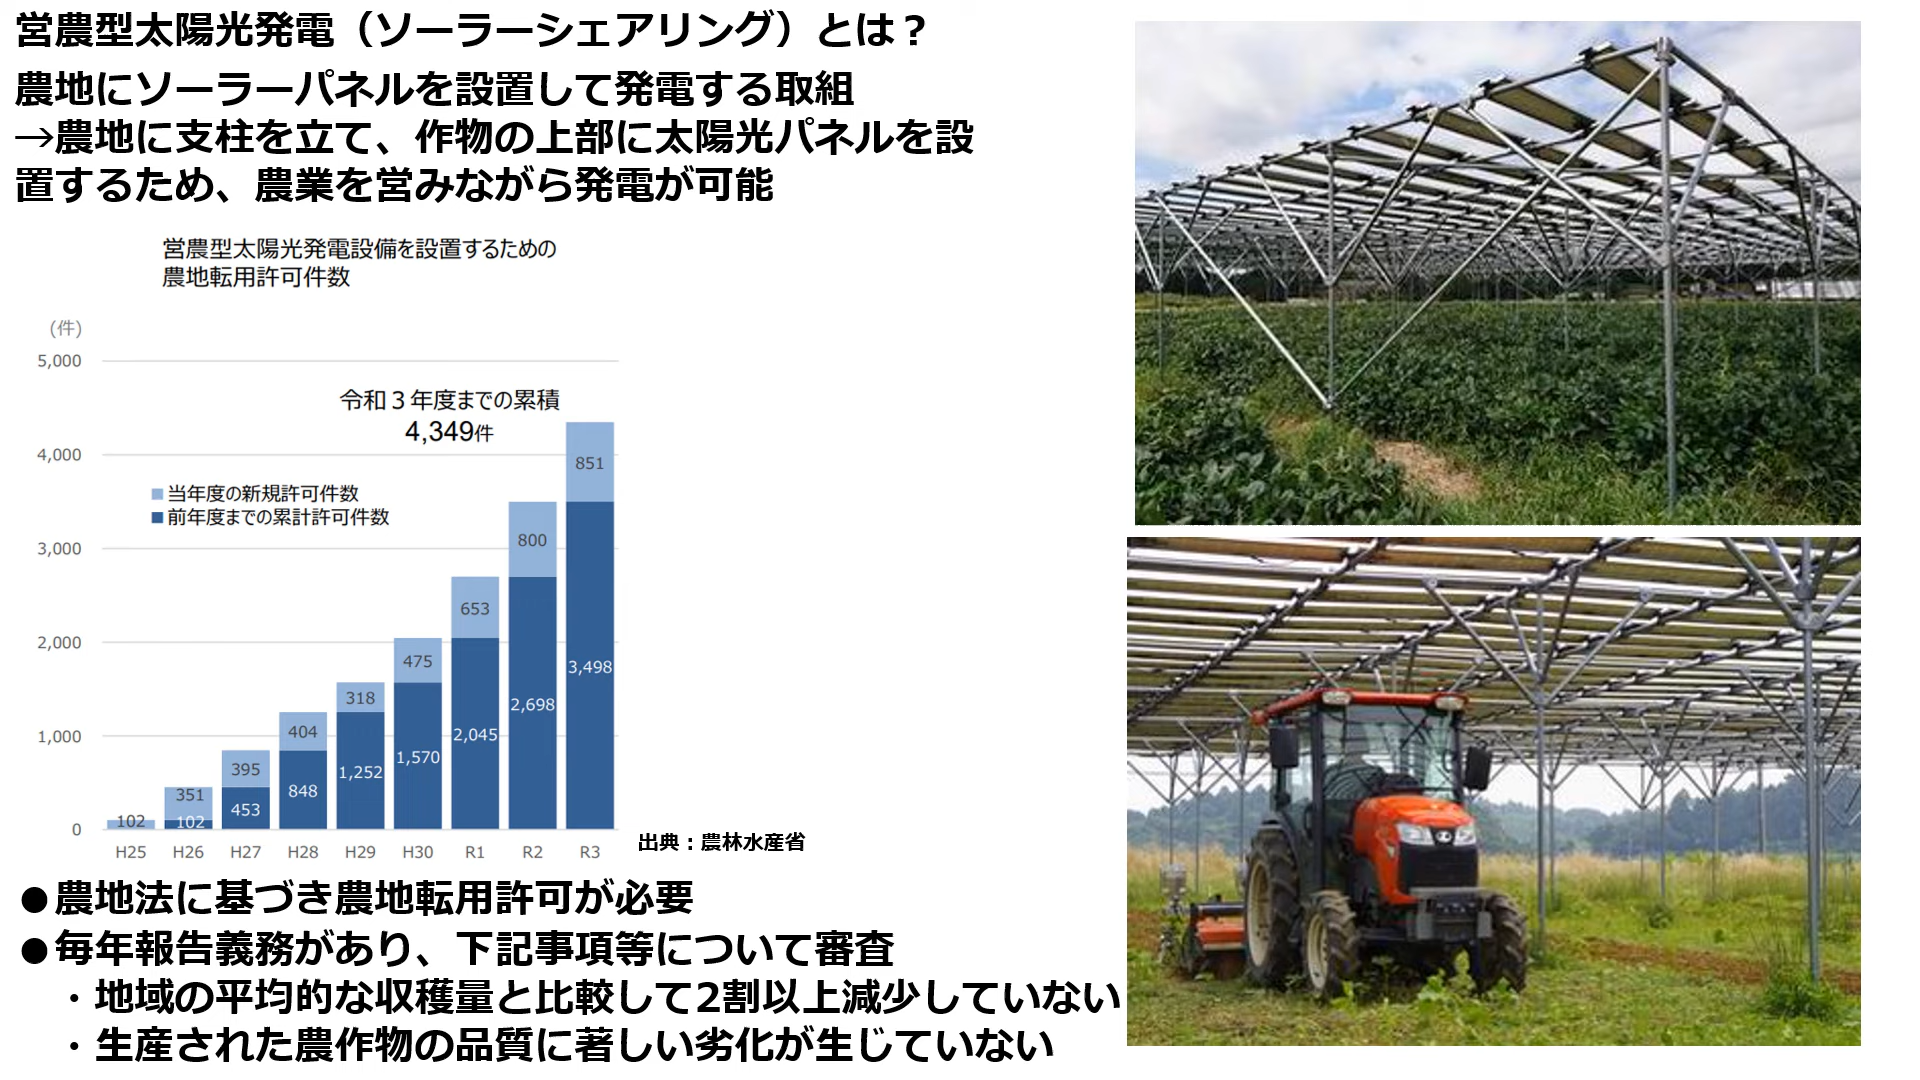 営農型太陽光発電（ソーラーシェアリング）とは？
農地にソーラーパネルを設置して発電する取組
→農地に支柱を立て、作物の上部に太陽光パネルを設
置するため、農業を営みながら発電が可能
営農型太陽光発電設備を設置するための
農地転用許可件数
(件)
5,000
4,000
3,000
2,000
1,000
0
令和３年度までの累積
4,349件
当年度の新規許可件数
前年度までの累計許可件数
102
351
102
395
453
404
848
318
1,252
475
1,570
653
2,045
800
2,698
851
3,498
H25 H26 H27 H28 H29 H30 R1 R2 R3
出典：農林水産省
●農地法に基づき農地転用許可が必要
●毎年報告義務があり、下記事項等について審査
・地域の平均的な収穫量と比較して2割以上減少していない
・生産された農作物の品質に著しい劣化が生じていない